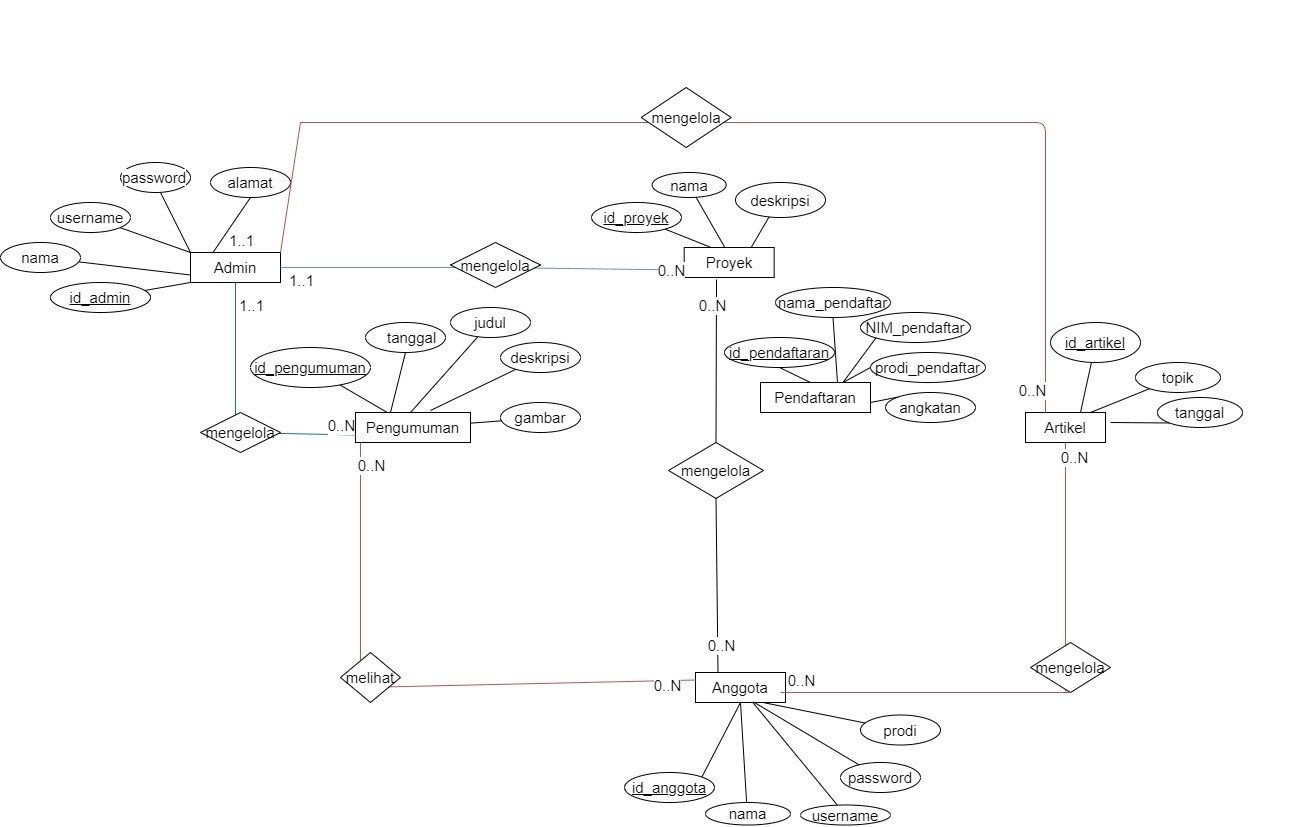 mengelola
password
alamat
username
nama
id_admin
1..1
Admin
1..1
1..1
mengelola
nama
deskripsi
id_proyek
0..N
Proyek
0..N
nama_pendaftar
NIM_pendaftar
id_pendaftaran
prodi_pendaftar
Pendaftaran
angkatan
judul
tanggal
id_pengumuman
deskripsi
gambar
mengelola
0..N
Pengumuman
0..N
id_artikel
topik
tanggal
0..N
Artikel
0..N
mengelola
0..N
melihat
mengelola
0..N
Anggota
0..N
prodi
password
id_anggota
nama
username